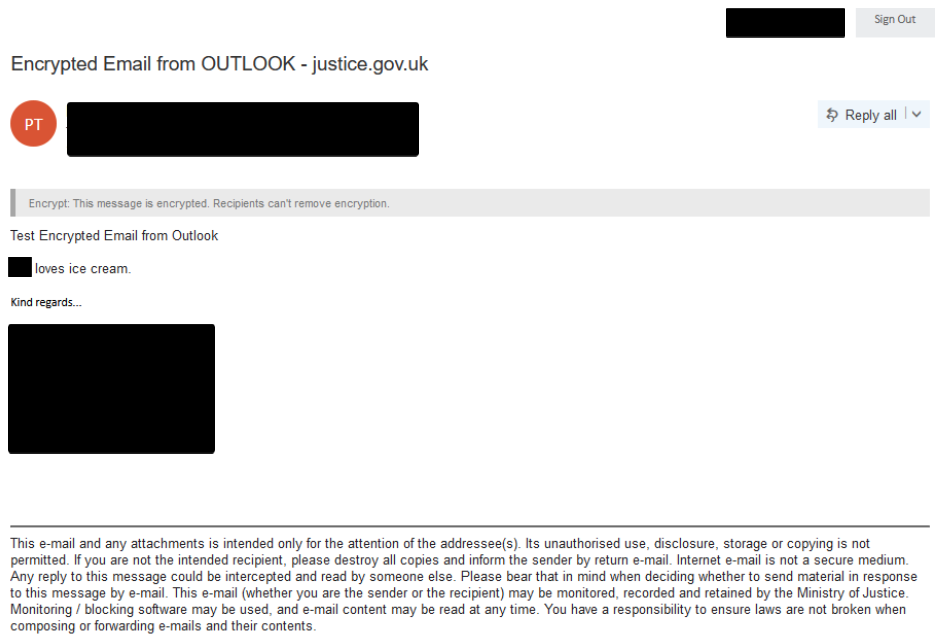 Sign Out
Encrypted Email from OUTLOOK - justice.gov.uk
PT
Reply all
Encrypt: This message is encrypted. Recipients can't remove encryption.
Test Encrypted Email from Outlook
loves ice cream.
Kind regards...
This e-mail and any attachments is intended only for the attention of the addressee(s). Its unauthorised use, disclosure, storage or copying is not
permitted. If you are not the intended recipient, please destroy all copies and inform the sender by return e-mail. Internet e-mail is not a secure medium.
Any reply to this message could be intercepted and read by someone else. Please bear that in mind when deciding whether to send material in response
to this message by e-mail. This e-mail (whether you are the sender or the recipient) may be monitored, recorded and retained by the Ministry of Justice.
Monitoring / blocking software may be used, and e-mail content may be read at any time. You have a responsibility to ensure laws are not broken when
composing or forwarding e-mails and their contents.